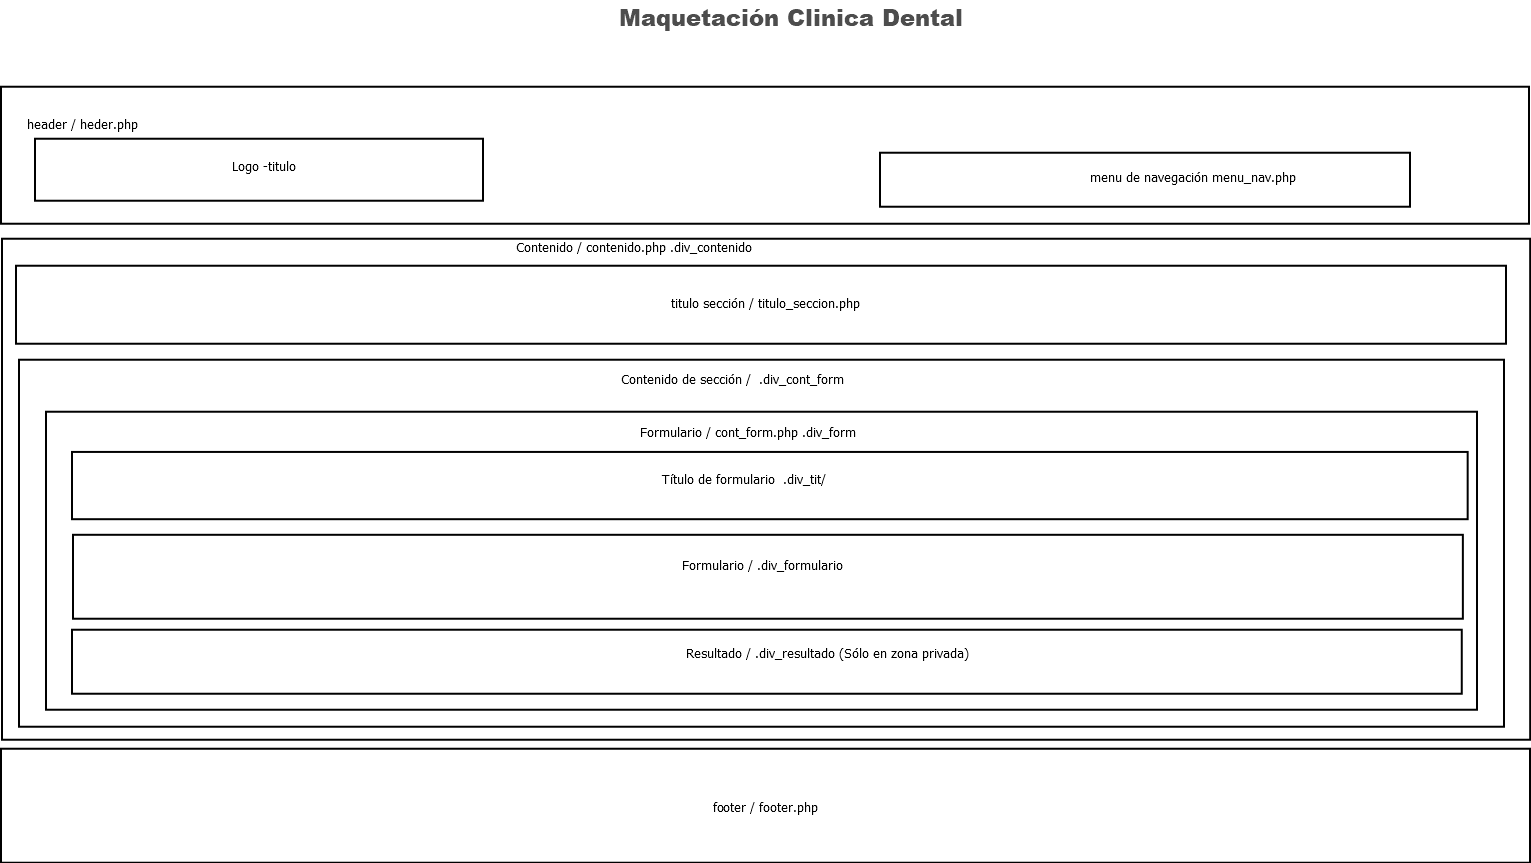 Maquetación Clinica Dental
header / heder.php
Logo -titulo
menu de navegación menu_nav.php
Contenido / contenido.php .div_contenido
titulo sección / titulo_seccion.php
Contenido de sección /  .div_cont_form
Formulario / cont_form.php .div_form
Título de formulario  .div_tit/
Formulario / .div_formulario
Resultado / .div_resultado (Sólo en zona privada)
footer / footer.php